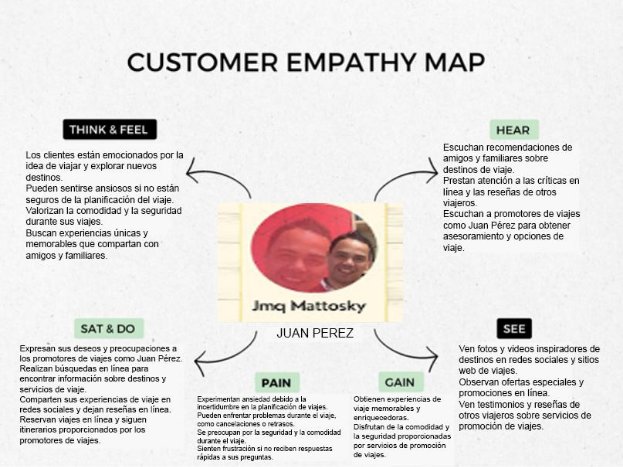 CUSTOMER EMPATHY MAP
THINK & FEEL
Los clientes están emocionados por la
idea de viajar y explorar nuevos
destinos.
Pueden sentirse ansiosos si no están
seguros de la planificación del viaje.
Valorizan la comodidad y la seguridad
durante sus viajes.
Buscan experiencias únicas y
memorables que compartan con
amigos y familiares.
HEAR
Escuchan recomendaciones de
amigos y familiares sobre
destinos de viaje.
Prestan atención a las críticas en
línea y las reseñas de otros
viajeros.
Escuchan a promotores de viajes
como Juan Pérez para obtener
asesoramiento y opciones de
viaje.
Jmq Mattosky
JUAN PEREZ
SAT & DO
Expresan sus deseos y preocupaciones a
los promotores de viajes como Juan Pérez.
Realizan búsquedas en línea para
encontrar información sobre destinos y
servicios de viaje.
Comparten sus experiencias de viaje en
redes sociales y dejan reseñas en línea.
Reservan viajes en línea y siguen
itinerarios proporcionados por los
promotores de viajes.
PAIN
Experimentan ansiedad debido a la
incertidumbre en la planificación de viajes.
Pueden enfrentar problemas durante el viaje,
como cancelaciones o retrasos.
Se preocupan por la seguridad y la comodidad
durante el viaje.
Sienten frustración si no reciben respuestas
rápidas a sus preguntas.
GAIN
Obtienen experiencias de
viaje memorables y
enriquecedoras.
Disfrutan de la comodidad y
la seguridad proporcionadas
por servicios de promoción
de viajes.
SEE
Ven fotos y videos inspiradores de
destinos en redes sociales y sitios
web de viajes.
Observan ofertas especiales y
promociones en línea.
Ven testimonios y reseñas de
otros viajeros sobre servicios de
promoción de viajes.